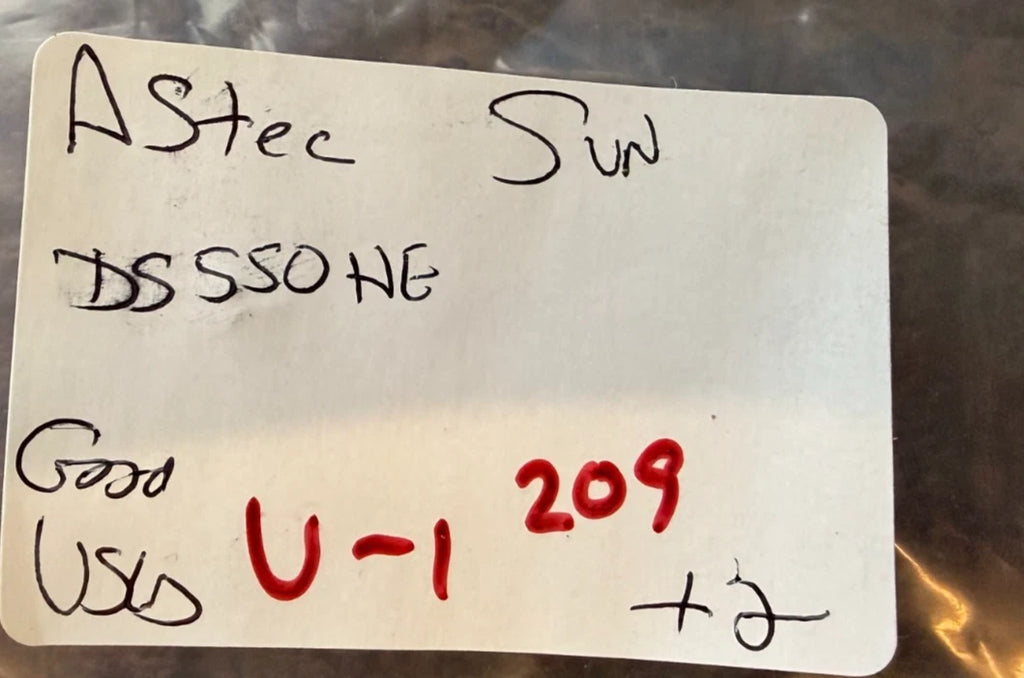 AStec SUN
DS550HE
Good
Used U-1 209
+2